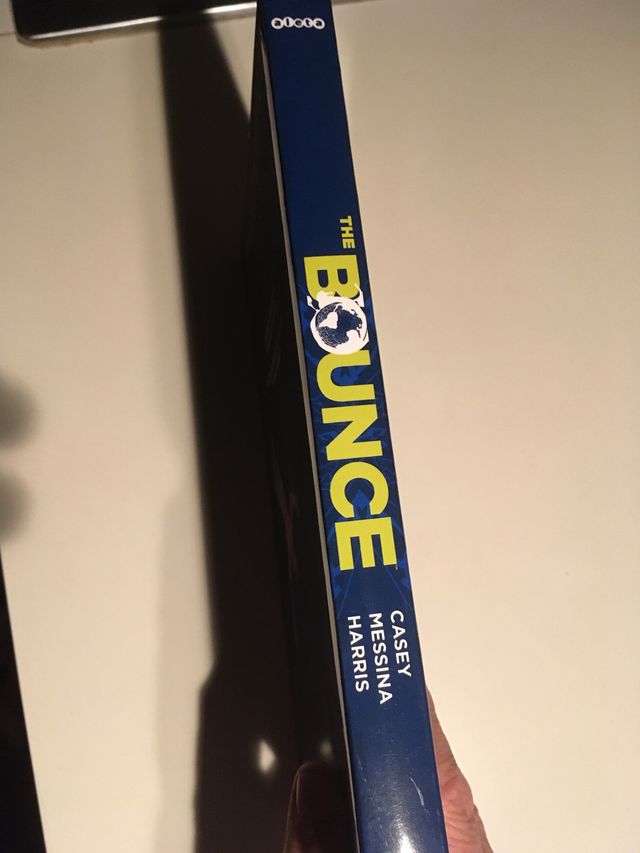 aleta
THE
BOUNCE
CASEY
MESSINA
HARRIS